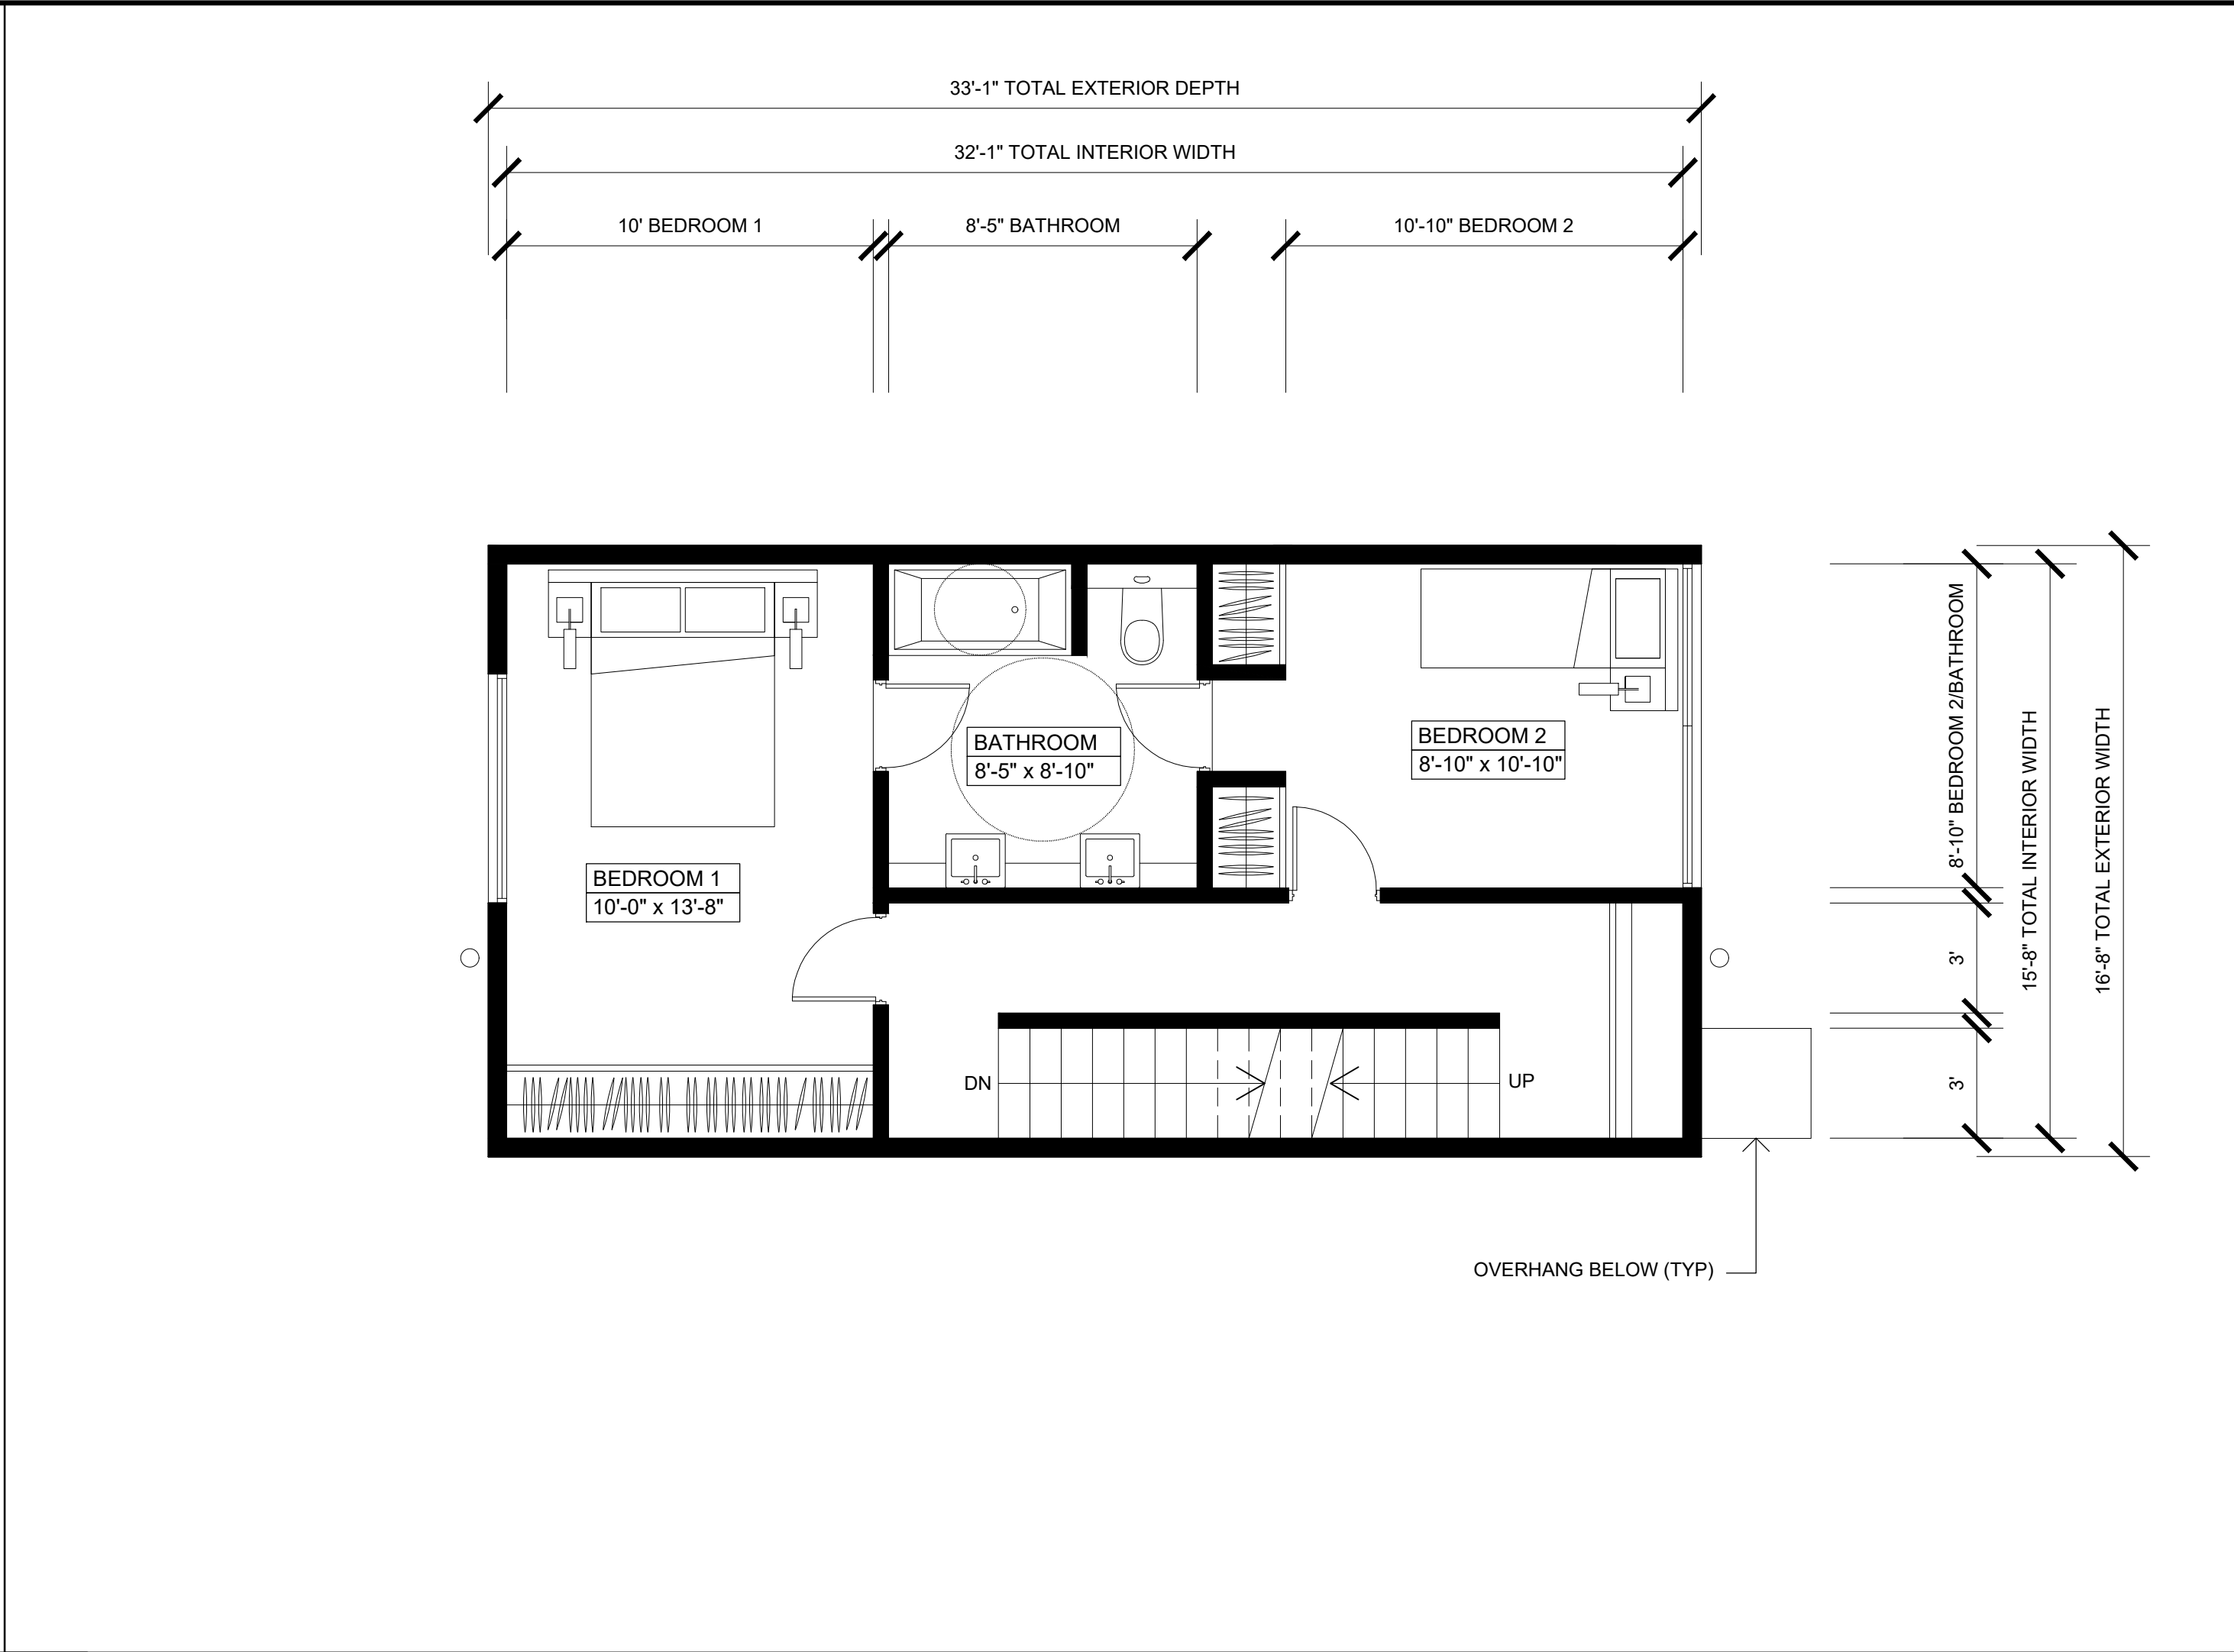 33'-1" TOTAL EXTERIOR DEPTH
32'-1" TOTAL INTERIOR WIDTH
10' BEDROOM 1
8'-5" BATHROOM
10'-10" BEDROOM 2
BATHROOM
8'-5" x 8'-10"
BEDROOM 2
8'-10" x 10'-10"
BEDROOM 1
10'-0" x 13'-8"
DN
UP
8'-10" BEDROOM 2/BATHROOM
3'
3'
15'-8" TOTAL INTERIOR WIDTH
16'-8" TOTAL EXTERIOR WIDTH
OVERHANG BELOW (TYP)